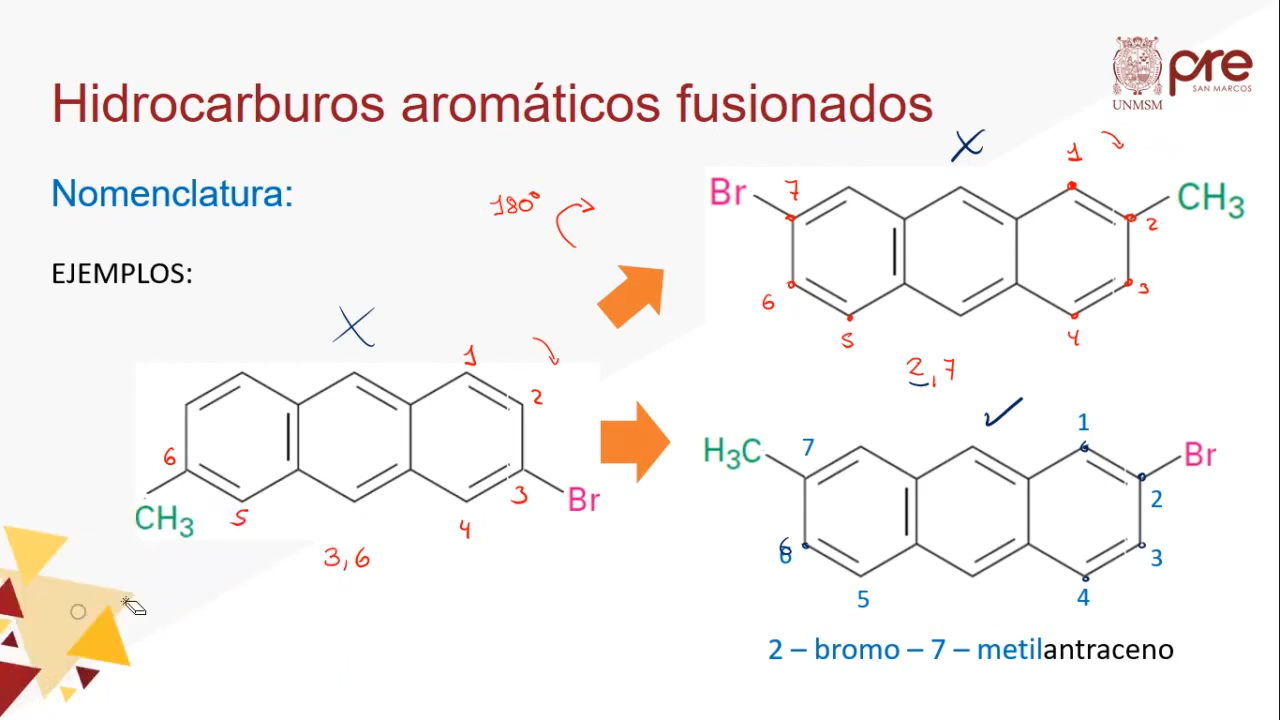 Hidrocarburos aromáticos fusionados
pre
SAN MARCOS
UNMSM
Nomenclatura:
EJEMPLOS:
180°
X
1
Br
7
CH3
2
6
3
5
4
2,7
X
1
2
6
3
CH3
5
4
Br
3,6
H3C
7
1
Br
2
6
6
3
5
4
2 – bromo – 7 – metilantraceno